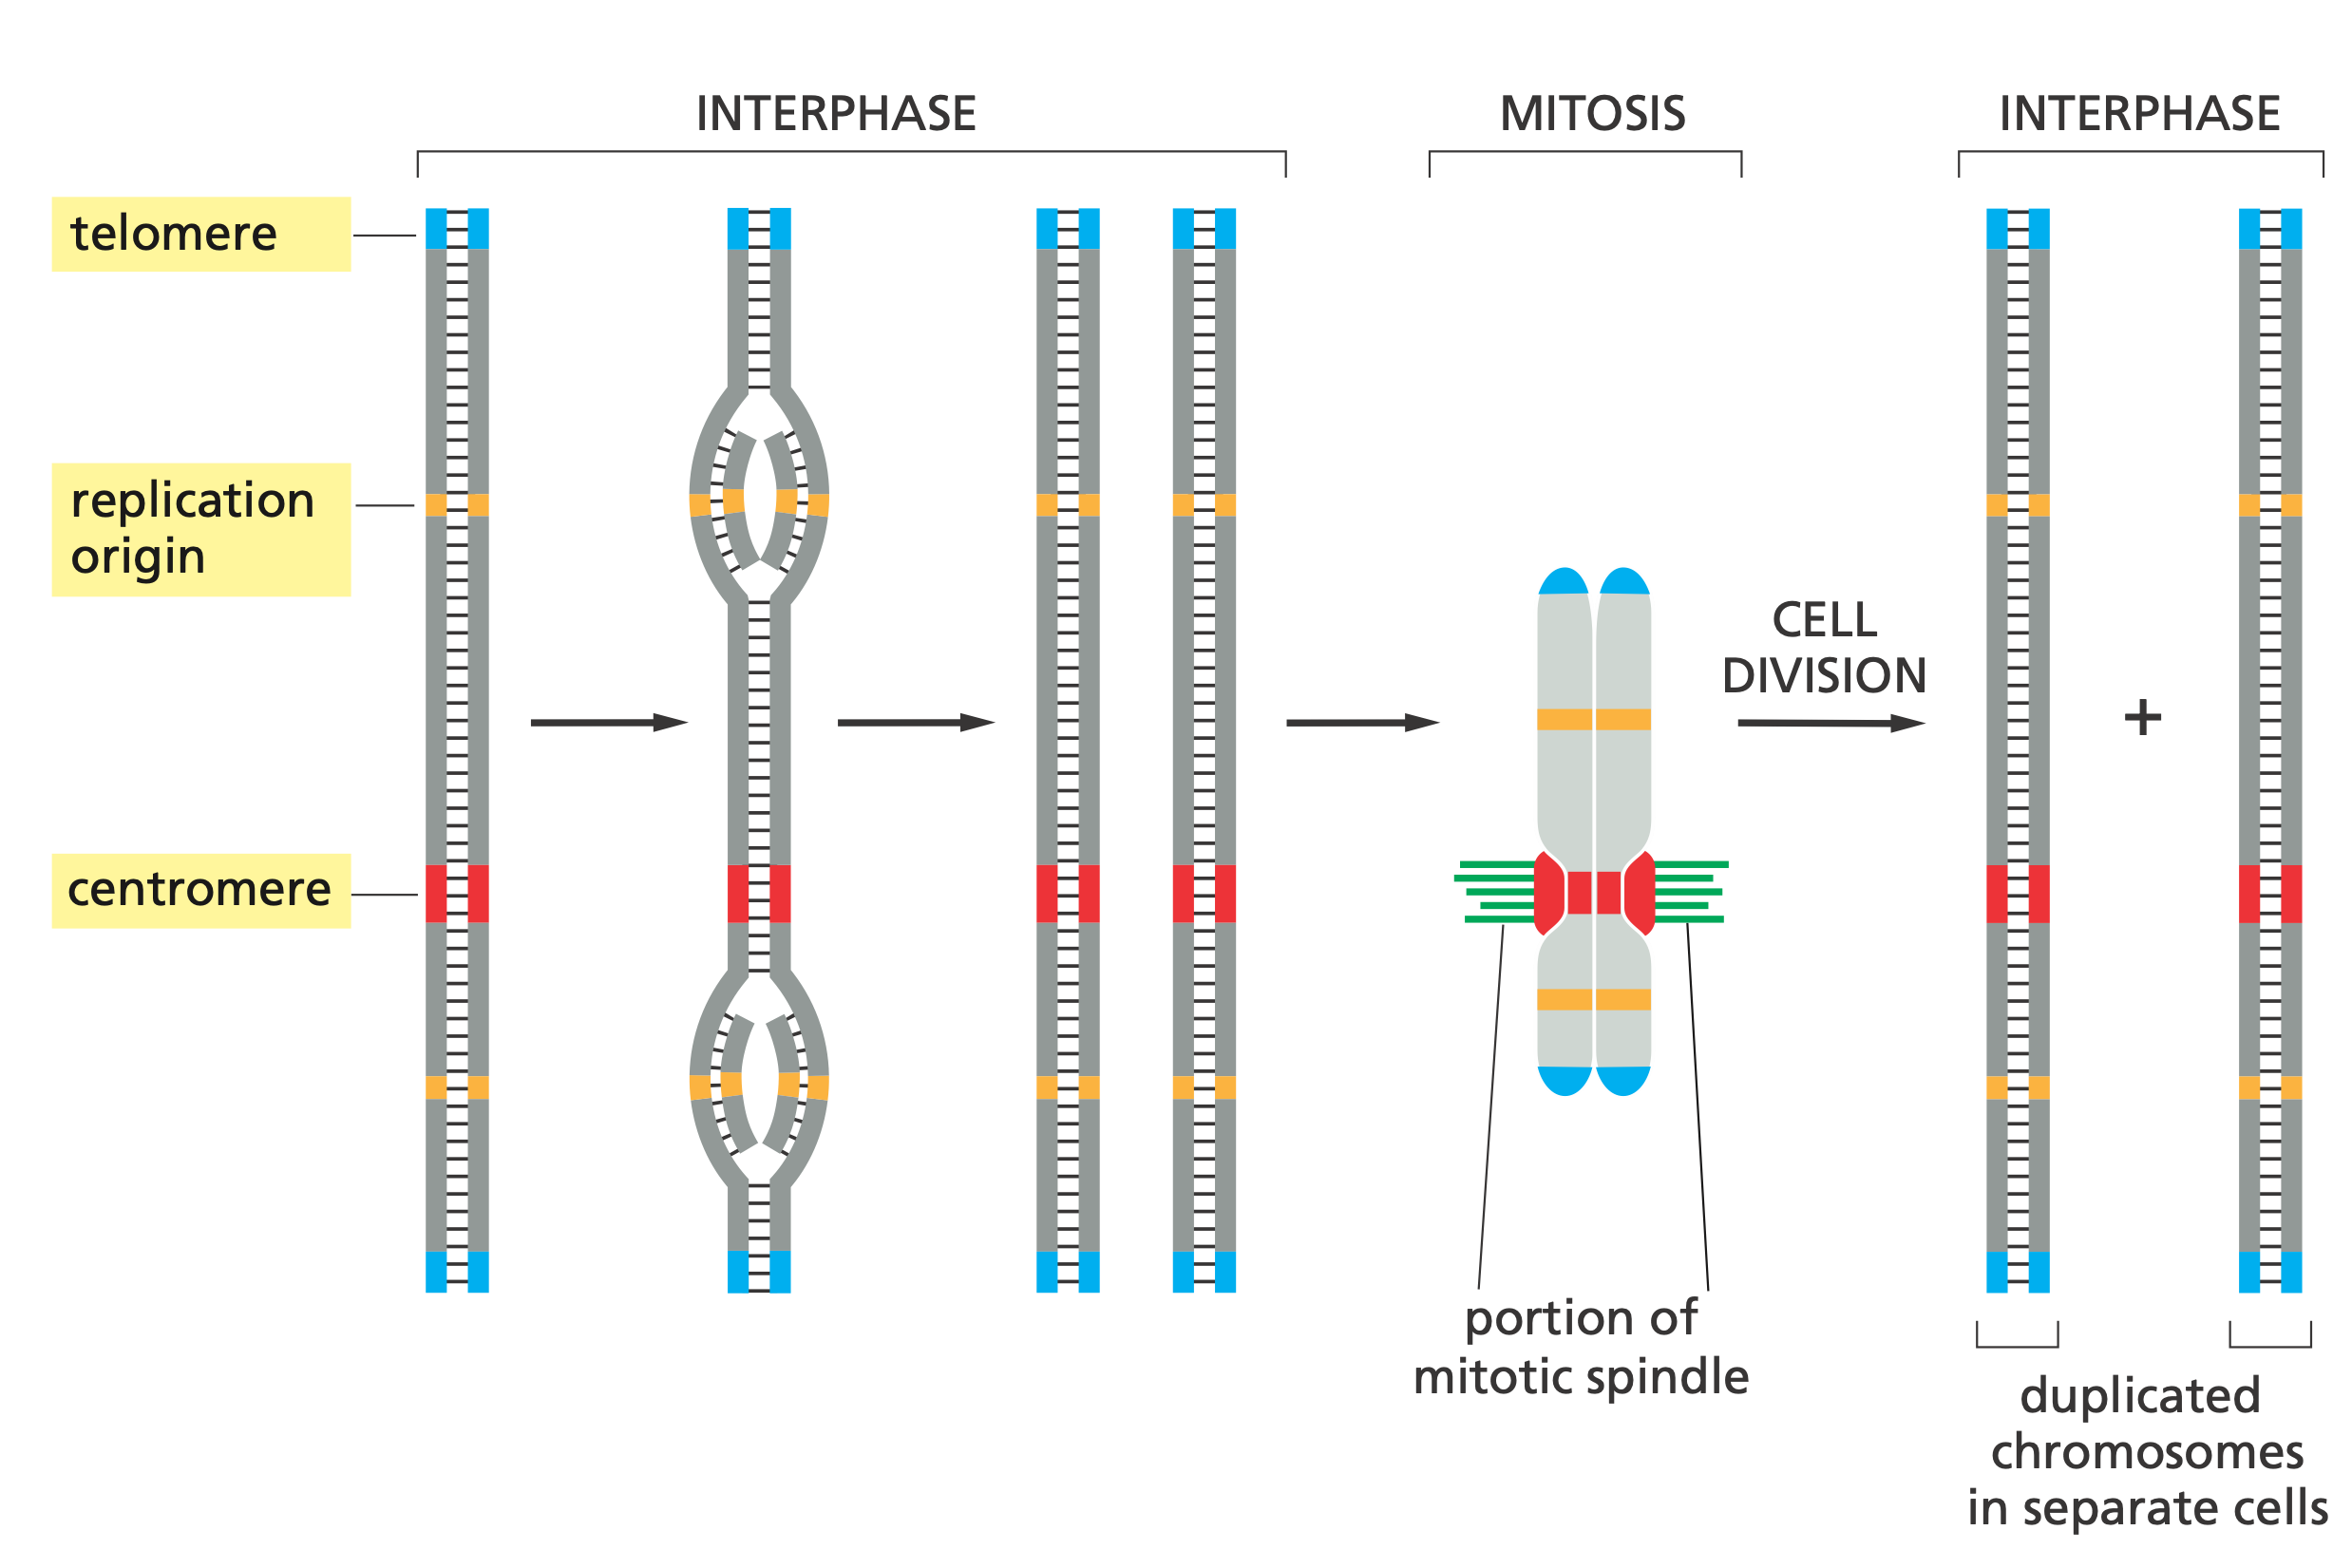 INTERPHASE
MITOSIS
INTERPHASE
telomere
replication
origin
centromere
CELL
DIVISION
+
portion of
mitotic spindle
duplicated
chromosomes
in separate cells